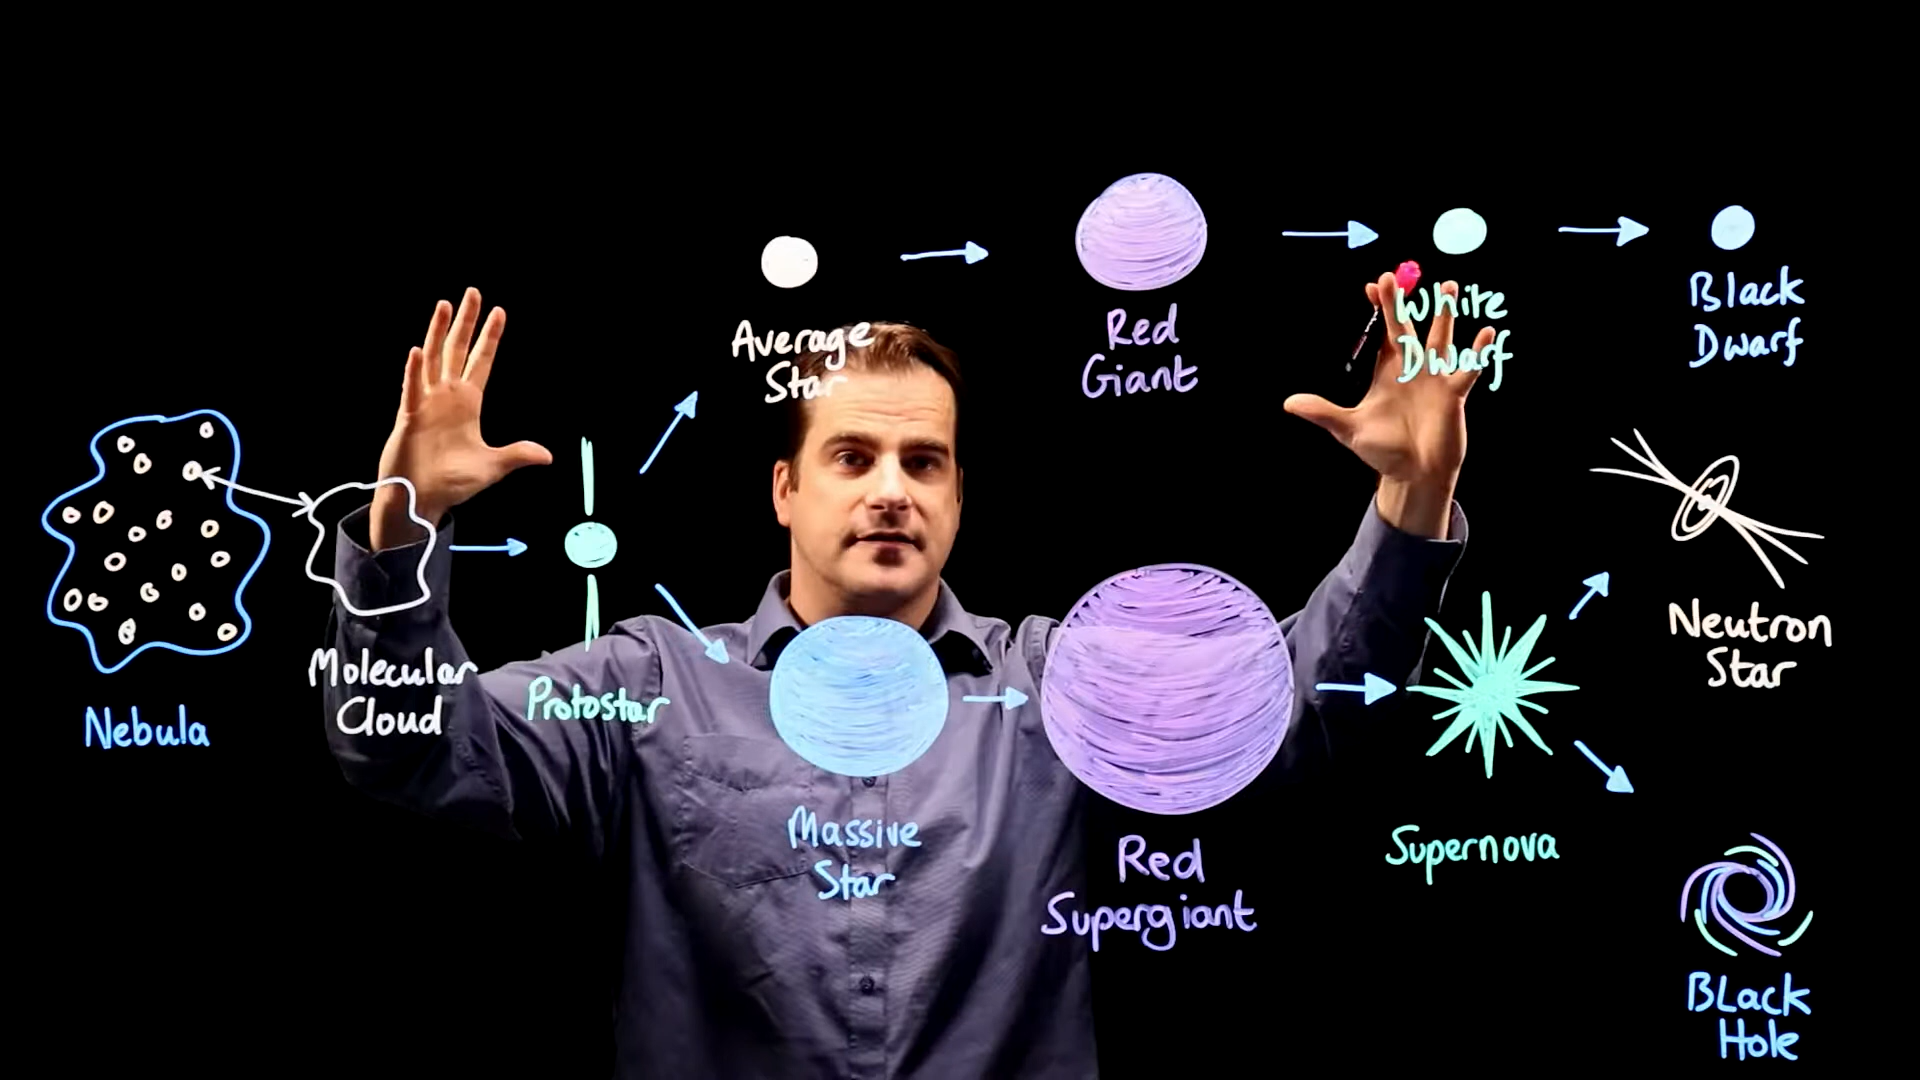 Nebula
Molecular
Cloud
Protostar
Average
Star
Red
Giant
White
Dwarf
Black
Dwarf
Massive
Star
Red
Supergiant
Supernova
Neutron
Star
BLack
Hole